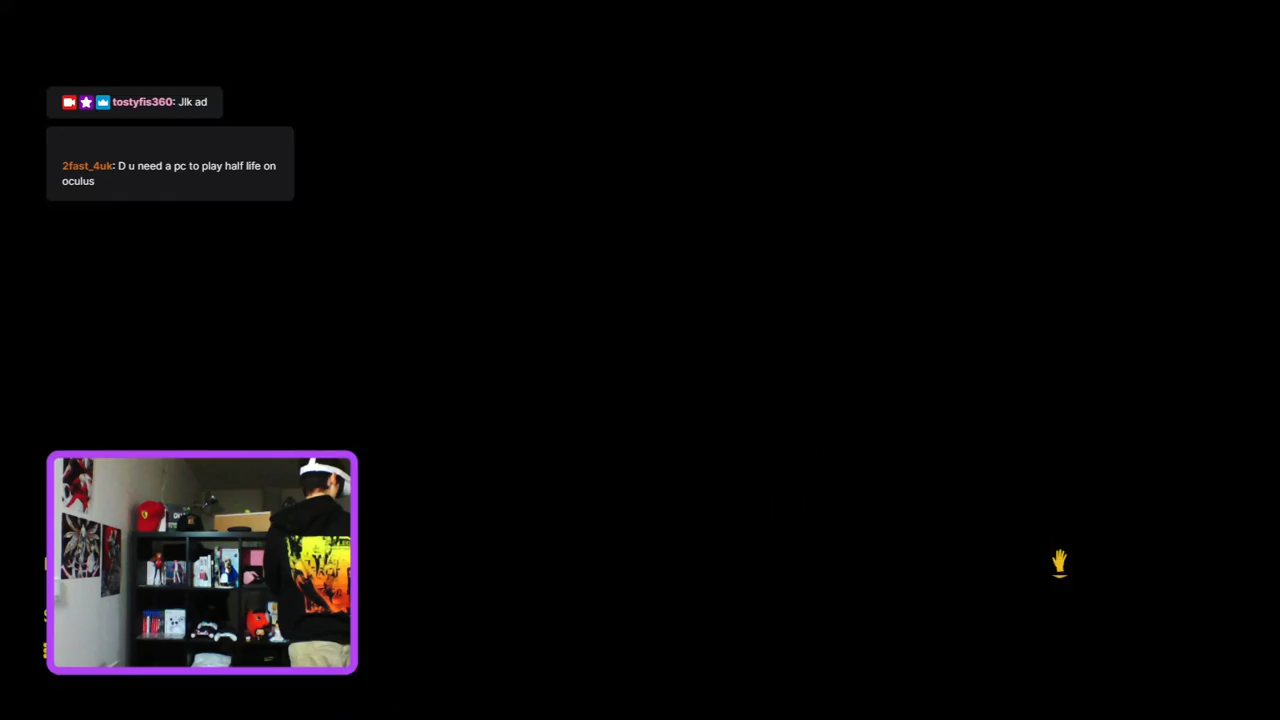 tostyfis360: Jlk ad
2fast_4uk: D u need a pc to play half life on
oculus